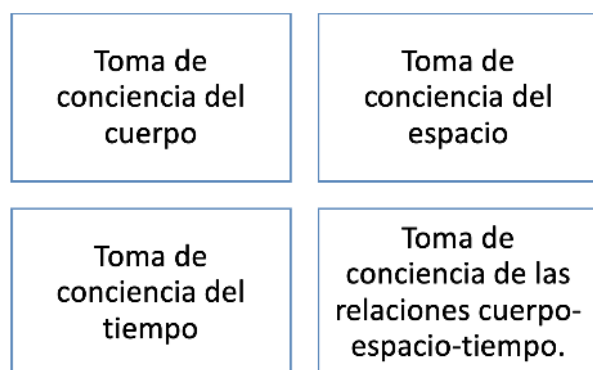 Toma de
conciencia del
cuerpo
Toma de
conciencia del
espacio
Toma de
conciencia del
tiempo
Toma de
conciencia de las
relaciones cuerpo-
espacio-tiempo.